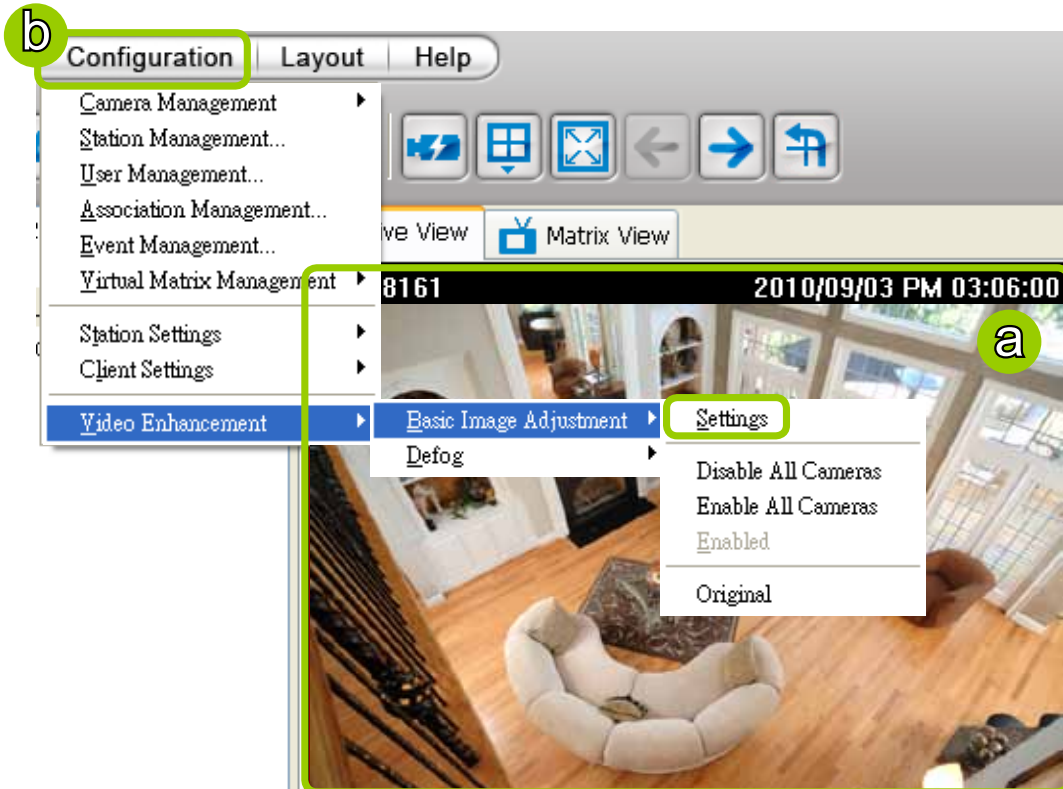 b
Configuration Layout Help
Camera Management
Station Management...
User Management...
Association Management...
Event Management...
Virtual Matrix Management
Station Settings
Client Settings
Video Enhancement
ve View
Matrix View
8161 2010/09/03 PM 03:06:00
a
Basic Image Adjustment
Defog
Settings
Disable All Cameras
Enable All Cameras
Enabled
Original